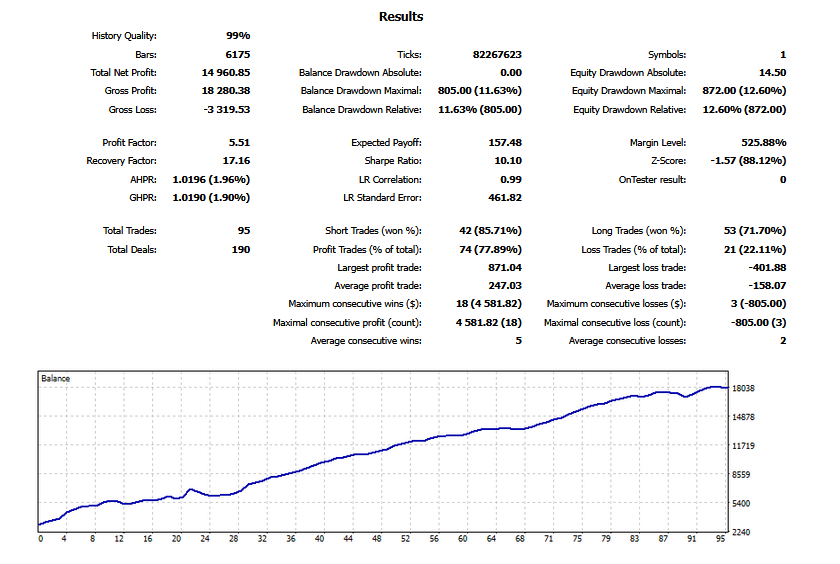 Results
History Quality: 99%
Bars: 6175 Ticks: 82267623 Symbols: 1
Total Net Profit: 14 960.85 Balance Drawdown Absolute: 0.00 Equity Drawdown Absolute: 14.50
Gross Profit: 18 280.38 Balance Drawdown Maximal: 805.00 (11.63%) Equity Drawdown Maximal: 872.00 (12.60%)
Gross Loss: -3 319.53 Balance Drawdown Relative: 11.63% (805.00) Equity Drawdown Relative: 12.60% (872.00)
Profit Factor: 5.51 Expected Payoff: 157.48 Margin Level: 525.88%
Recovery Factor: 17.16 Sharpe Ratio: 10.10 Z-Score: -1.57 (88.12%)
AHPR: 1.0196 (1.96%) LR Correlation: 0.99 OnTester result: 0
GHPR: 1.0190 (1.90%) LR Standard Error: 461.82
Total Trades: 95 Short Trades (won %): 42 (85.71%) Long Trades (won %): 53 (71.70%)
Total Deals: 190 Profit Trades (% of total): 74 (77.89%) Loss Trades (% of total): 21 (22.11%)
Largest profit trade: 871.04 Largest loss trade: -401.88
Average profit trade: 247.03 Average loss trade: -158.07
Maximum consecutive wins ($): 18 (4 581.82) Maximum consecutive losses ($): 3 (-805.00)
Maximal consecutive profit (count): 4 581.82 (18) Maximal consecutive loss (count): -805.00 (3)
Average consecutive wins: 5 Average consecutive losses: 2
Balance
18038
14878
11719
8559
5400
2240
0 4 8 12 16 20 24 28 32 36 40 44 48 52 56 60 64 68 71 75 79 83 87 91 95